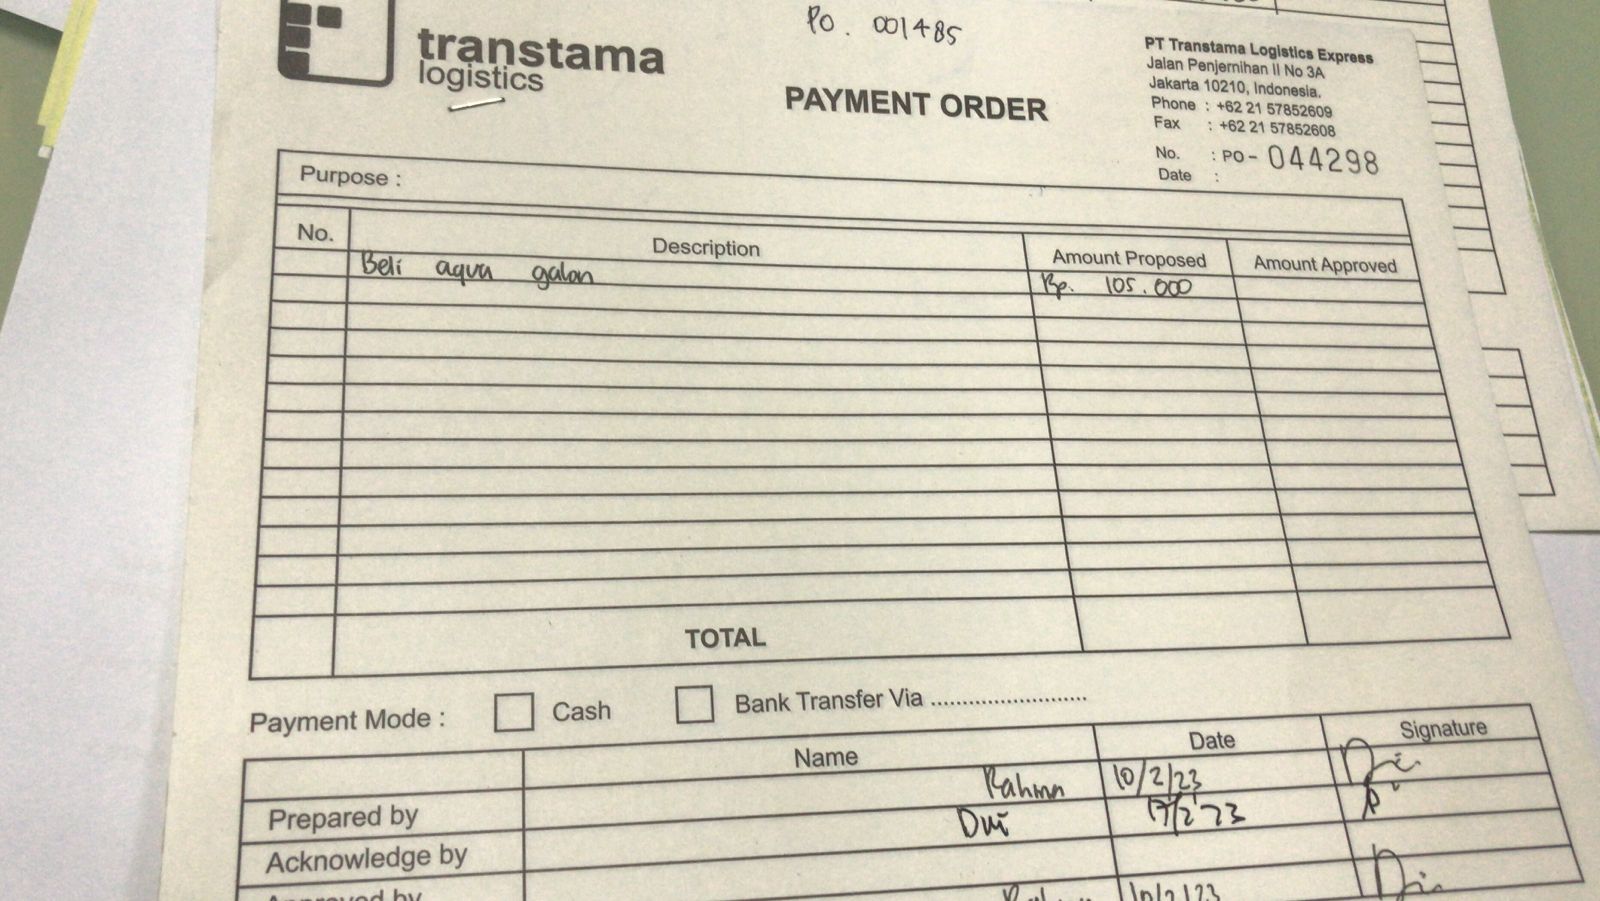 PO. 001485
transtama
logistics
PAYMENT ORDER
PT Transtama Logistics Express
Jalan Penjernihan II No 3A
Jakarta 10210, Indonesia.
Phone : +62 21 57852609
Fax : +62 21 57852608
No. : PO - 044298
Date :
Purpose :
No. Description Amount Proposed Amount Approved
Beli aqua galon Rp. 105.000
TOTAL
Payment Mode : Cash Bank Transfer Via ........................
Name Date Signature
Prepared by Rahma 10/2/23
Acknowledge by Dwi 17/2 23
Approved by 10/2/23